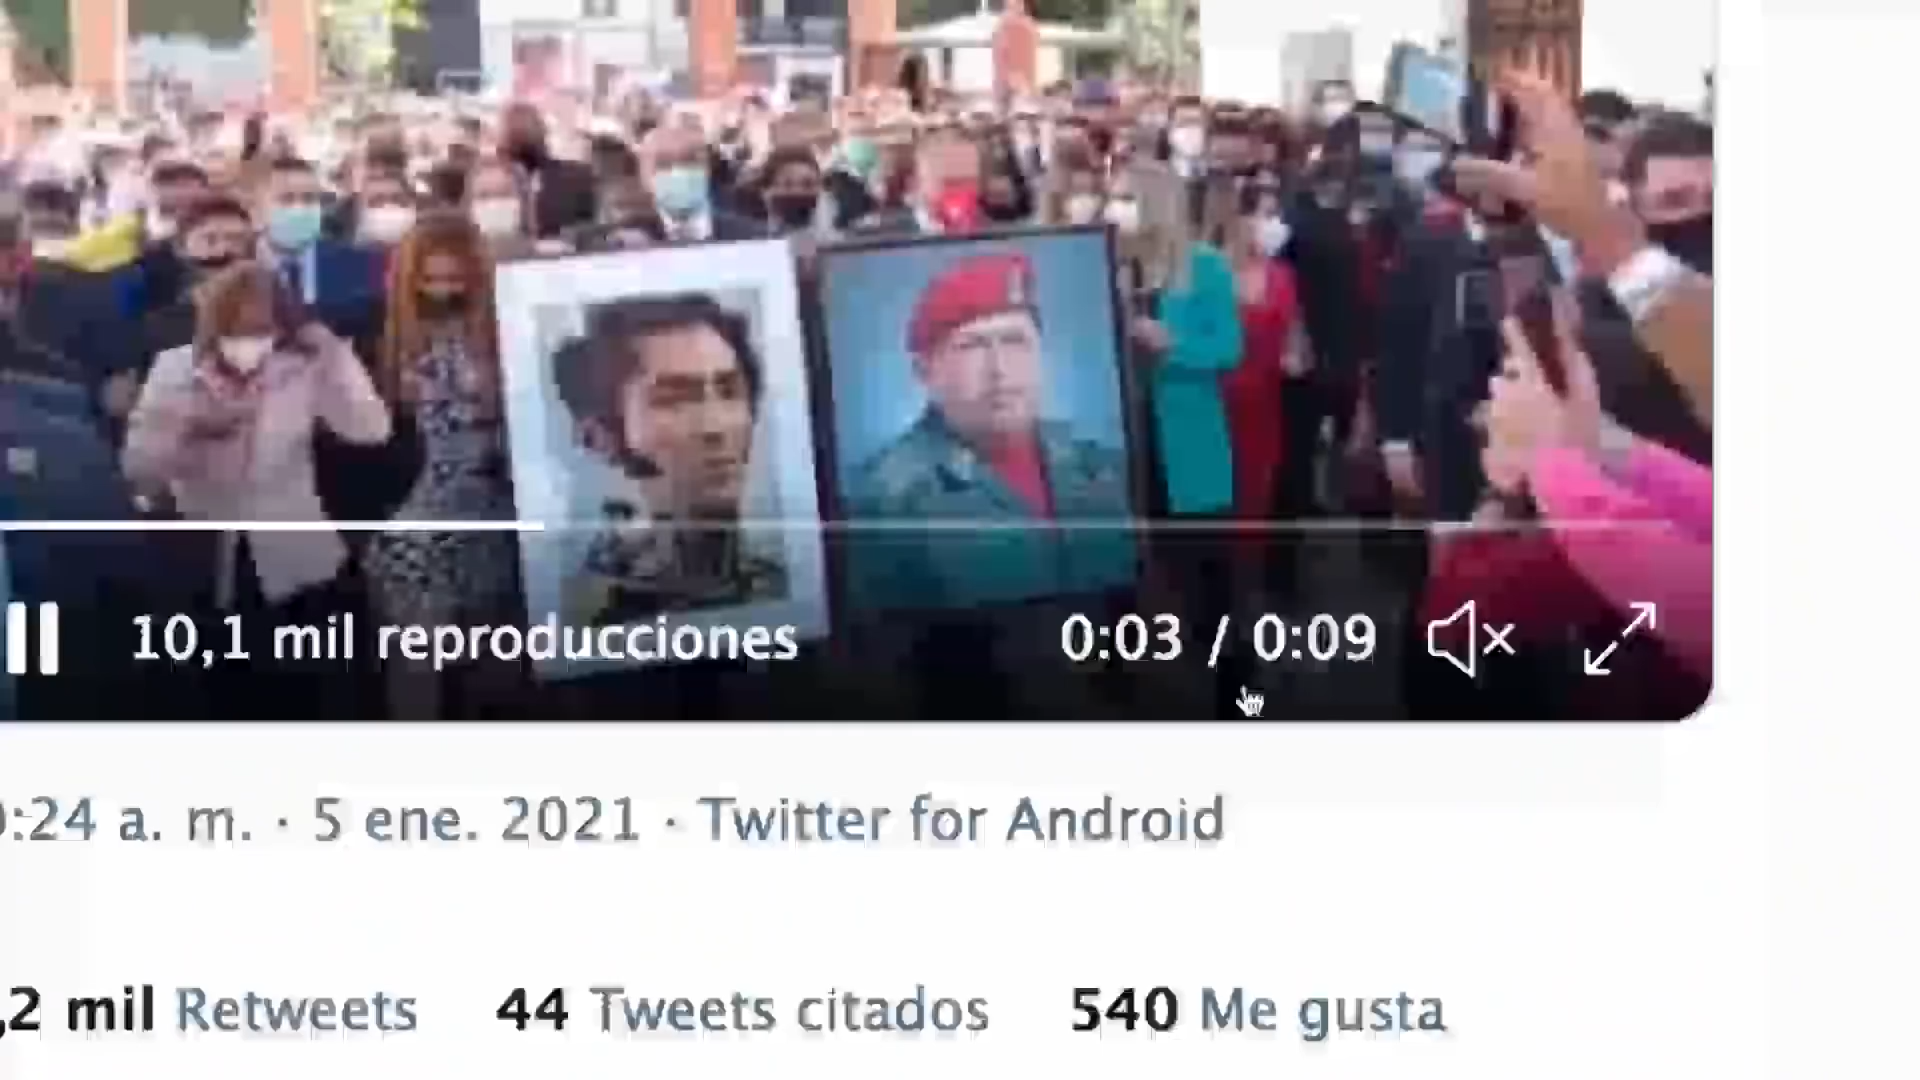 10,1 mil reproducciones 0:03 / 0:09
:24 a. m. · 5 ene. 2021 · Twitter for Android
,2 mil Retweets 44 Tweets citados 540 Me gusta